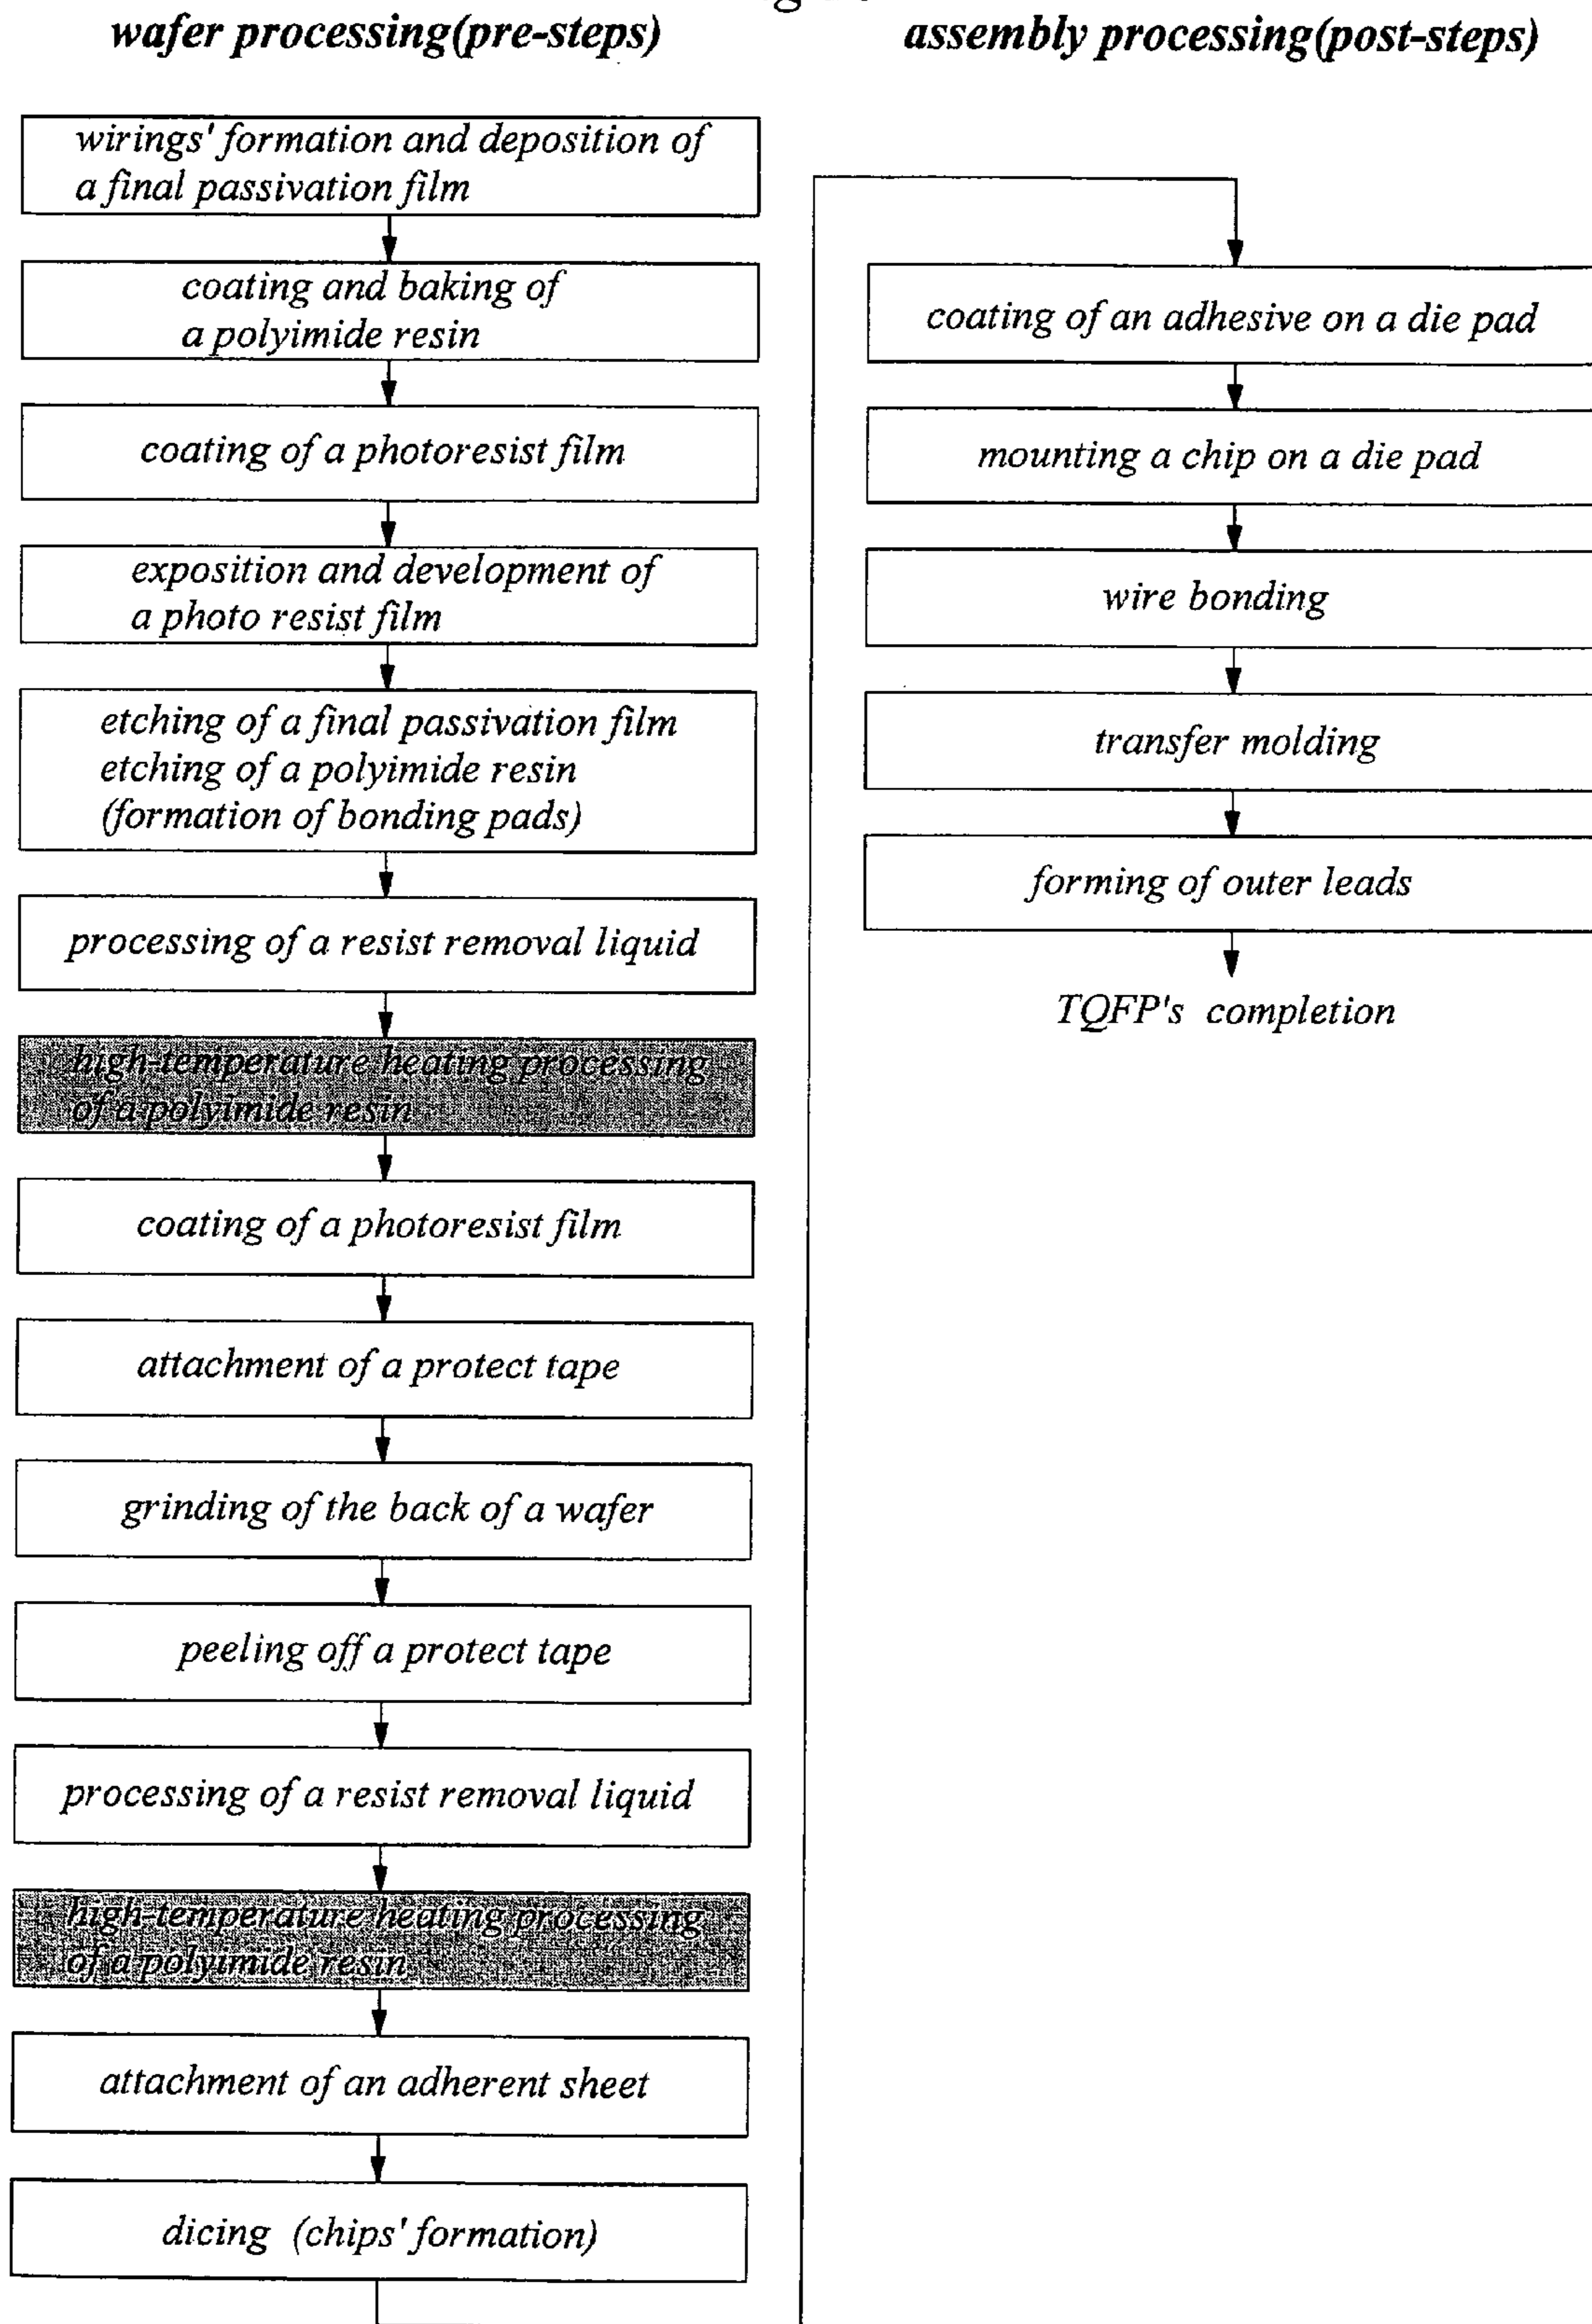 wafer processing(pre-steps)
wirings' formation and deposition of
a final passivation film
coating and baking of
a polyimide resin
coating of a photoresist film
exposition and development of
a photo resist film
etching of a final passivation film
etching of a polyimide resin
(formation of bonding pads)
processing of a resist removal liquid
high-temperature heating processing
of a polyimide resin
coating of a photoresist film
attachment of a protect tape
grinding of the back of a wafer
peeling off a protect tape
processing of a resist removal liquid
high-temperature heating processing
of a polyimide resin
attachment of an adherent sheet
dicing (chips' formation)
assembly processing(post-steps)
coating of an adhesive on a die pad
mounting a chip on a die pad
wire bonding
transfer molding
forming of outer leads
TQFP's completion